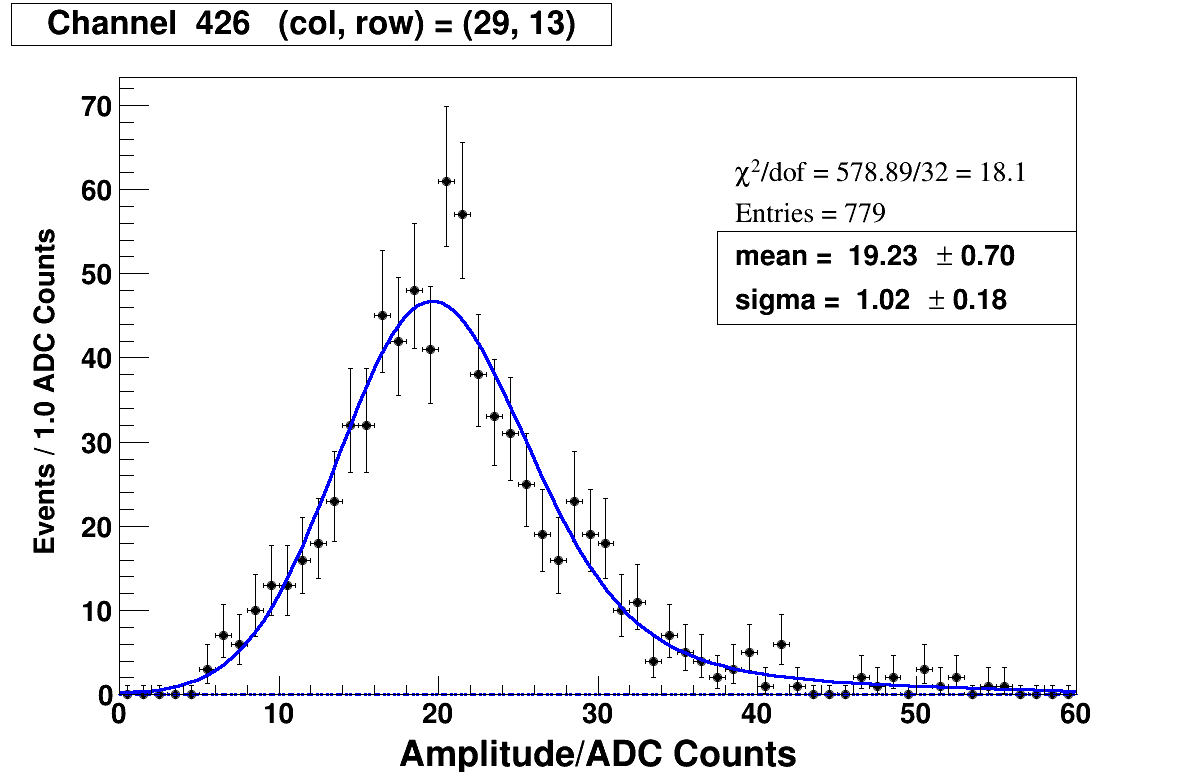 Channel 426 (col, row) = (29, 13)
70
60
50
40
30
20
10
0
Events / 1.0 ADC Counts
χ²/dof = 578.89/32 = 18.1
Entries = 779
mean = 19.23 ± 0.70
sigma = 1.02 ± 0.18
0 10 20 30 40 50 60
Amplitude/ADC Counts